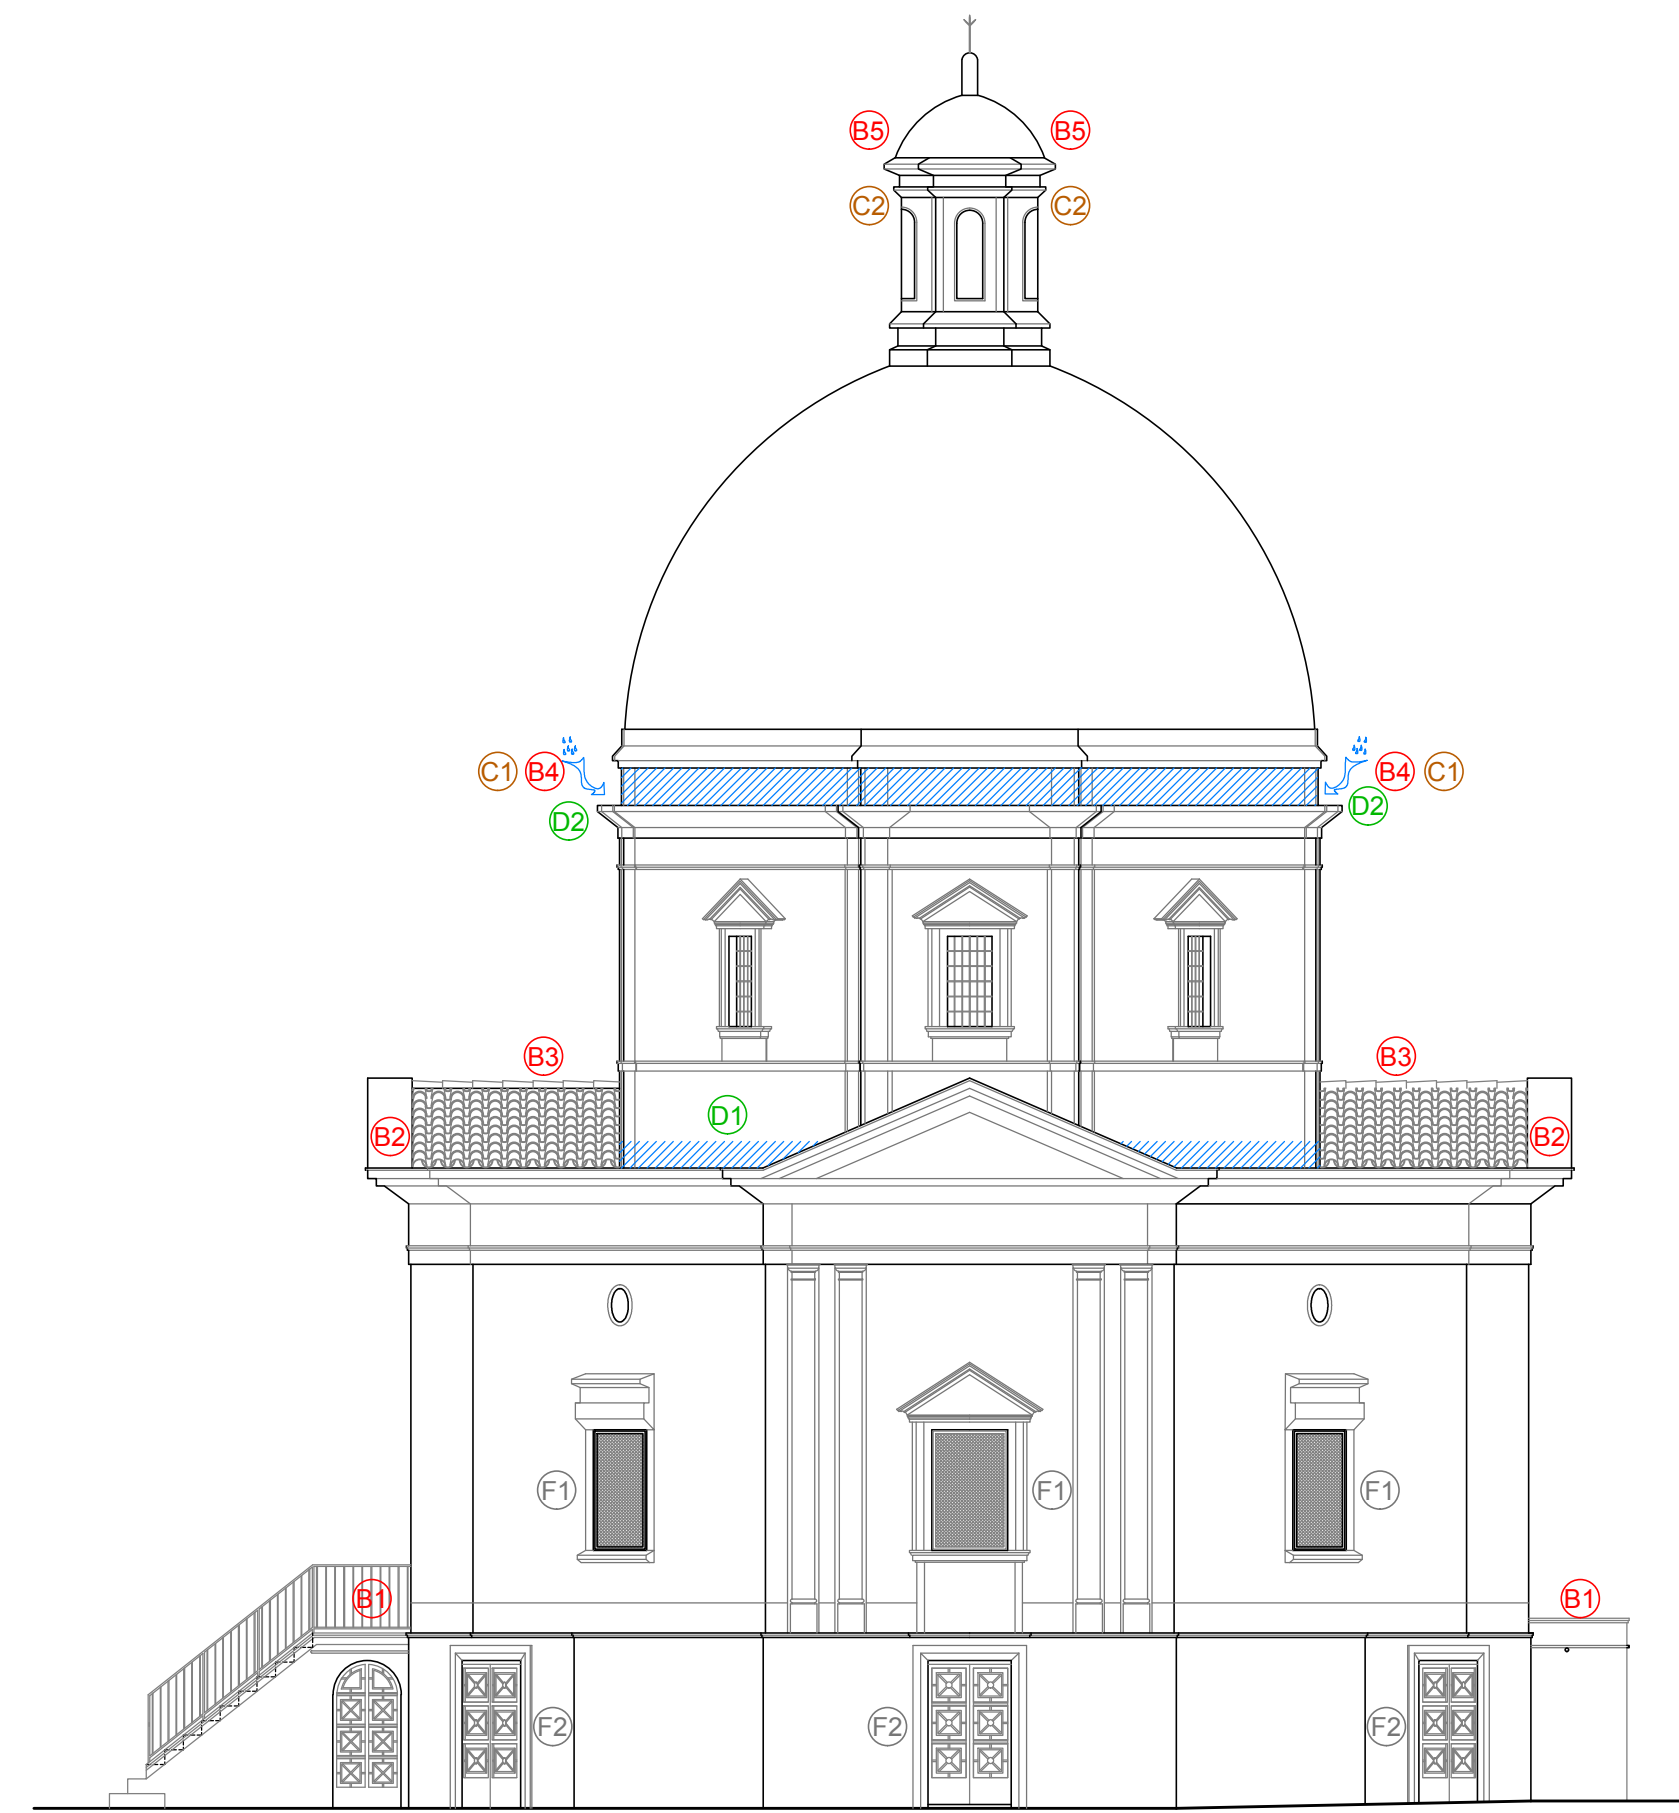 B5 B5
C2 C2
C1 B4 B4 C1
D2 D2
B3 B3
D1
B2 B2
F1 F1 F1
B1 B1
F2 F2 F2